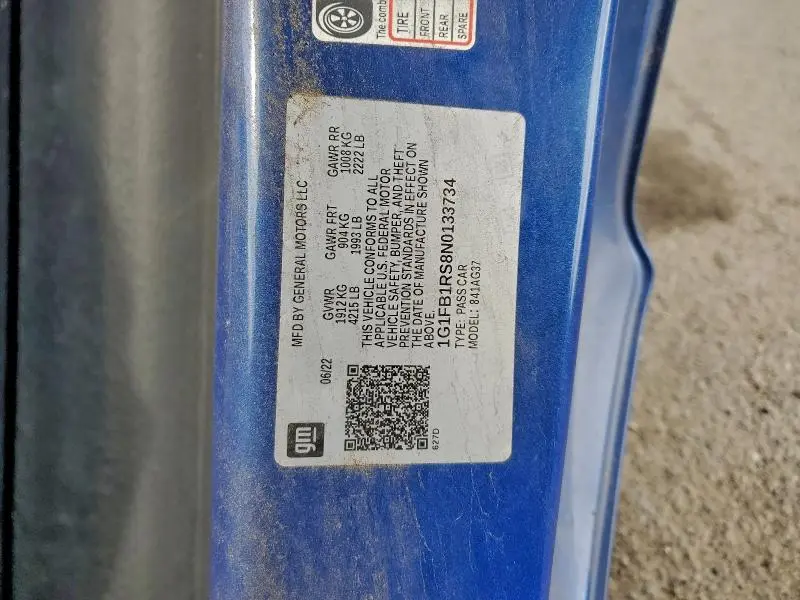 The comb
TIRE
FRONT
REAR
SPARE
MFD BY GENERAL MOTORS LLC
06/22
GVWR GAWR FRT GAWR RR
1912 KG 904 KG 1008 KG
4215 LB 1993 LB 2222 LB
THIS VEHICLE CONFORMS TO ALL
APPLICABLE U.S. FEDERAL MOTOR
VEHICLE SAFETY, BUMPER, AND THEFT
PREVENTION STANDARDS IN EFFECT ON
THE DATE OF MANUFACTURE SHOWN
ABOVE.
1G1FB1RS8N0133734
TYPE: PASS CAR
MODEL: 841AG37
gm
627D